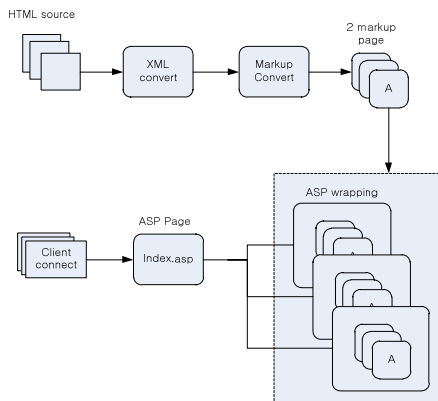 HTML source
2 markup
page
XML
convert
Markup
Convert
A
ASP wrapping
ASP Page
Client
connect
Index.asp
A
A
A